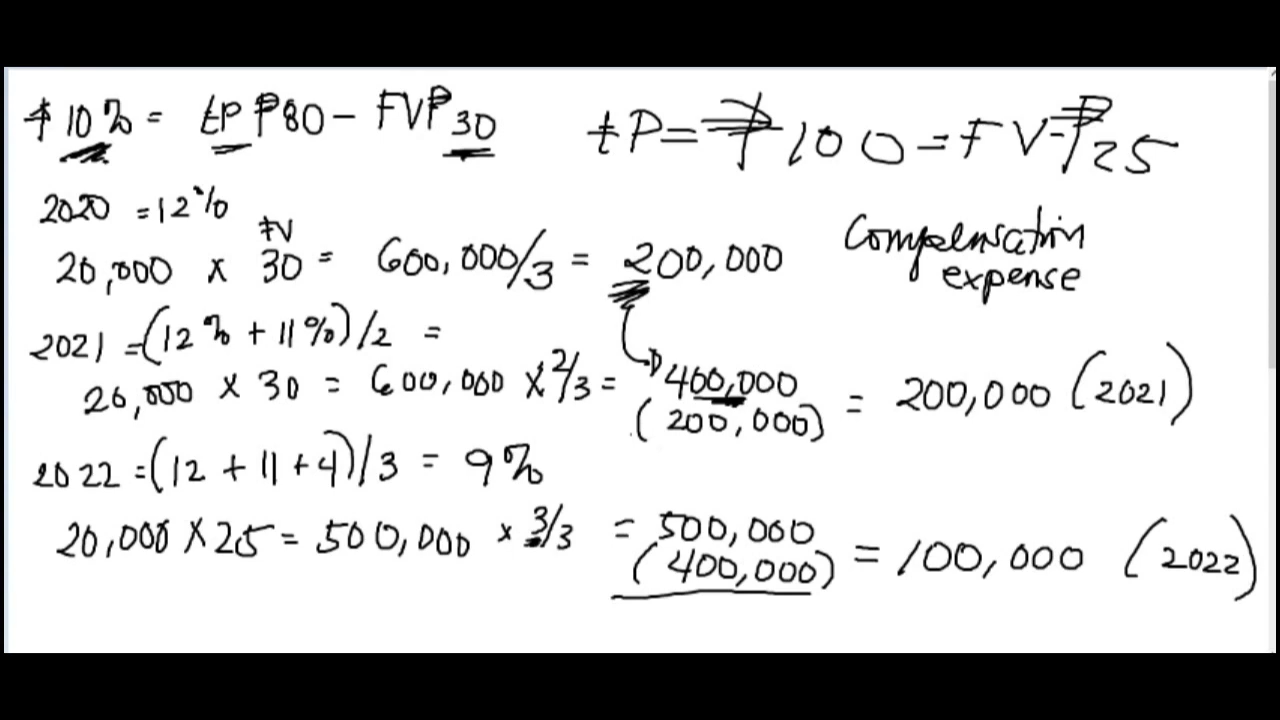 ↑ 10% = EP ₱80 - FV₱30
EP = ₱100 = FV-₱25
2020 = 12%
FV
20,000 x 30 = 600,000/3 = 200,000
Compensation
expense
2021 = (12% + 11%)/2 =
20,000 x 30 = 600,000 x 2/3 = 400,000
(200,000) = 200,000 (2021)
2022 = (12 + 11 + 4)/3 = 9%
20,000 x 25 = 500,000 x 3/3 = 500,000
(400,000) = 100,000 (2022)